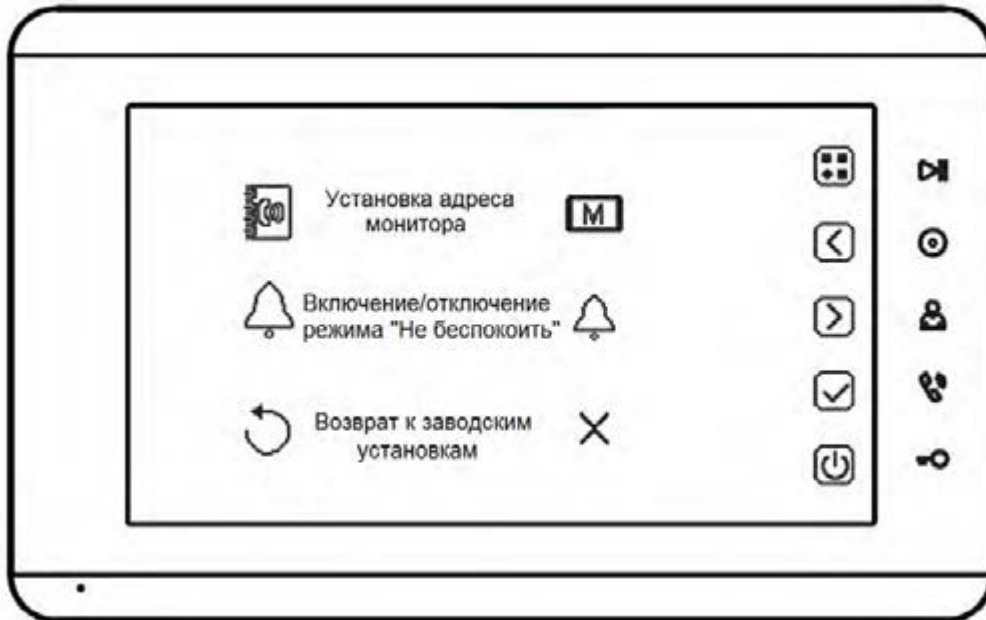 Установка адреса
монитора
М
Включение/отключение
режима "Не беспокоить"
Возврат к заводским
установкам